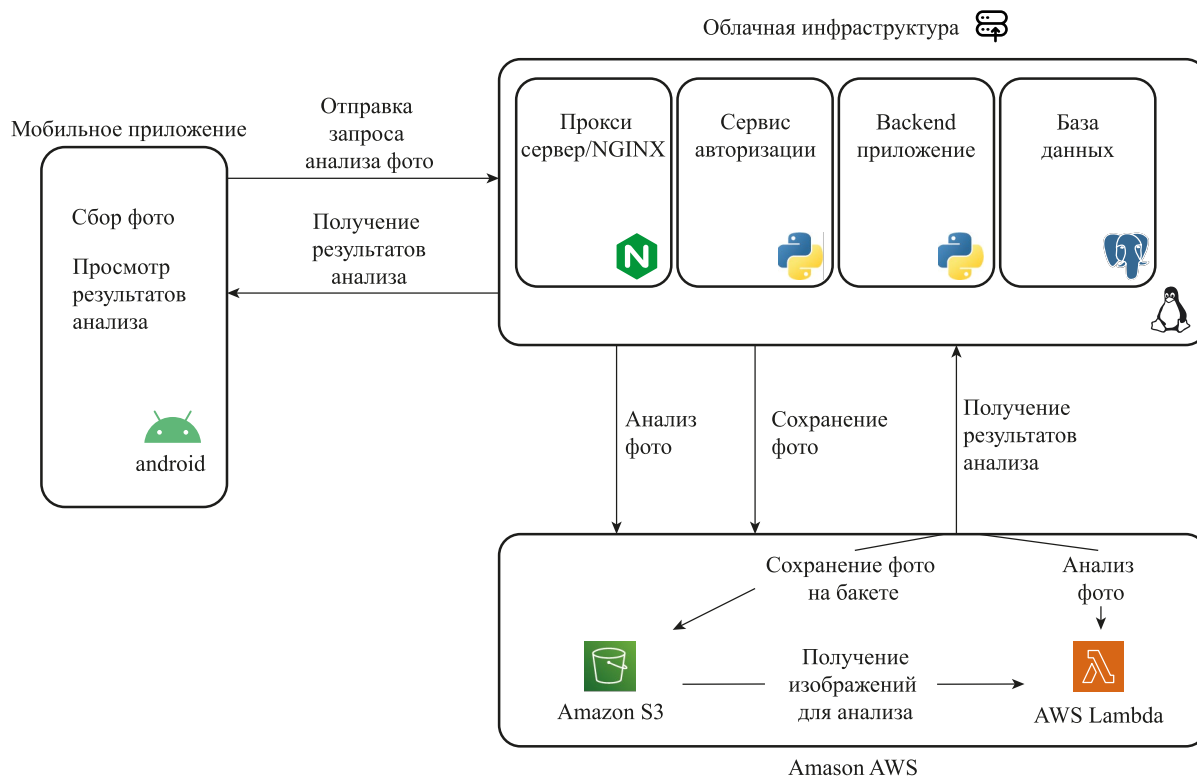 Облачная инфраструктура
Мобильное приложение
Сбор фото
Просмотр
результатов
анализа
android
Отправка
запроса
анализа фото
Получение
результатов
анализа
Прокси
сервер/NGINX
Сервис
авторизации
Backend
приложение
База
данных
Анализ
фото
Сохранение
фото
Получение
результатов
анализа
Сохранение фото
на бакете
Анализ
фото
Получение
изображений
для анализа
Amazon S3
AWS Lambda
Amason AWS